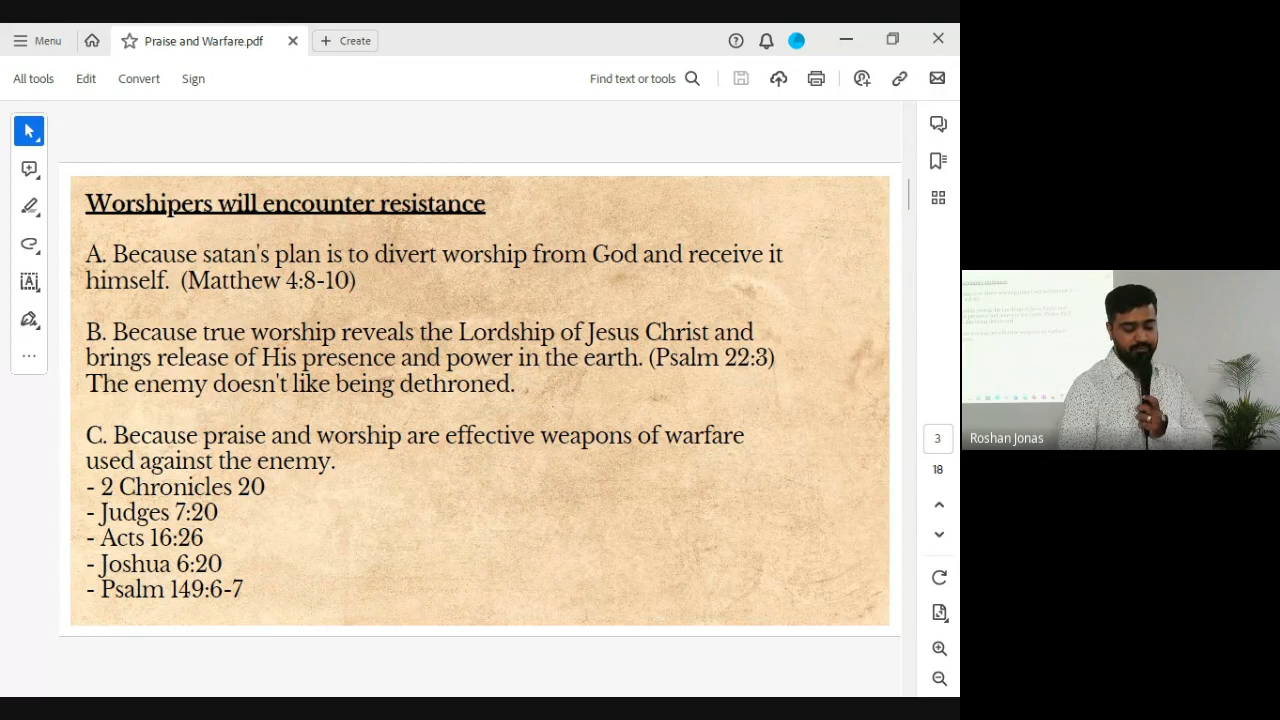 Menu
Praise and Warfare.pdf
Create
All tools
Edit
Convert
Sign
Find text or tools
Worshipers will encounter resistance
A. Because satan's plan is to divert worship from God and receive it
himself. (Matthew 4:8-10)
B. Because true worship reveals the Lordship of Jesus Christ and
brings release of His presence and power in the earth. (Psalm 22:3)
The enemy doesn't like being dethroned.
C. Because praise and worship are effective weapons of warfare
used against the enemy.
- 2 Chronicles 20
- Judges 7:20
- Acts 16:26
- Joshua 6:20
- Psalm 149:6-7
3
18
Roshan Jonas